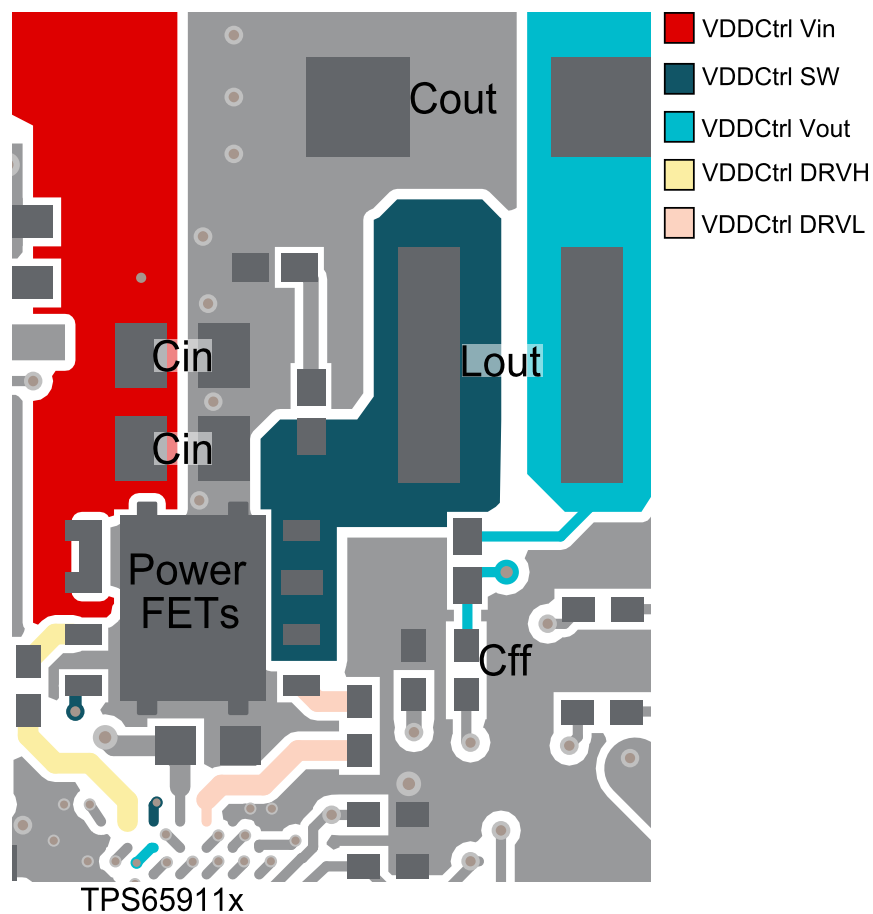 VDDCtrl Vin
VDDCtrl SW
Cout
VDDCtrl Vout
VDDCtrl DRVH
VDDCtrl DRVL
Cin
Lout
Cin
Power
FETs
Cff
TPS65911x